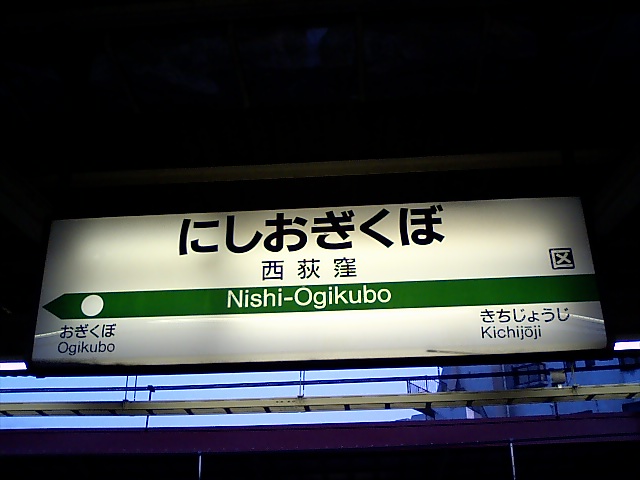 にしおぎくぼ
西荻窪
区
Nishi-Ogikubo
おぎくぼ
Ogikubo
きちじょうじ
Kichijōji